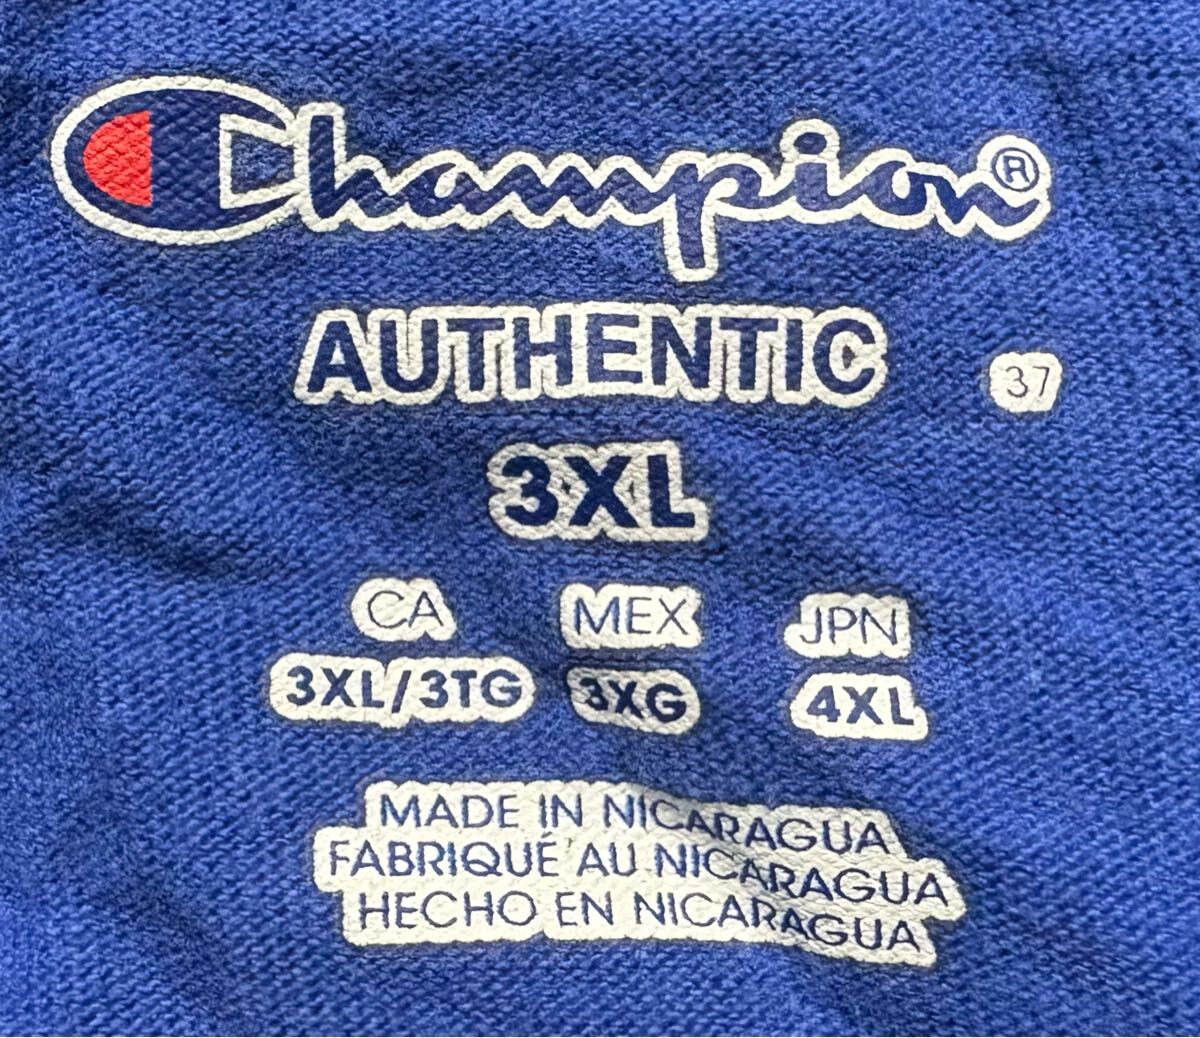 Champion®
AUTHENTIC
37
3XL
CA MEX JPN
3XL/3TG 3XG 4XL
MADE IN NICARAGUA
FABRIQUÉ AU NICARAGUA
HECHO EN NICARAGUA